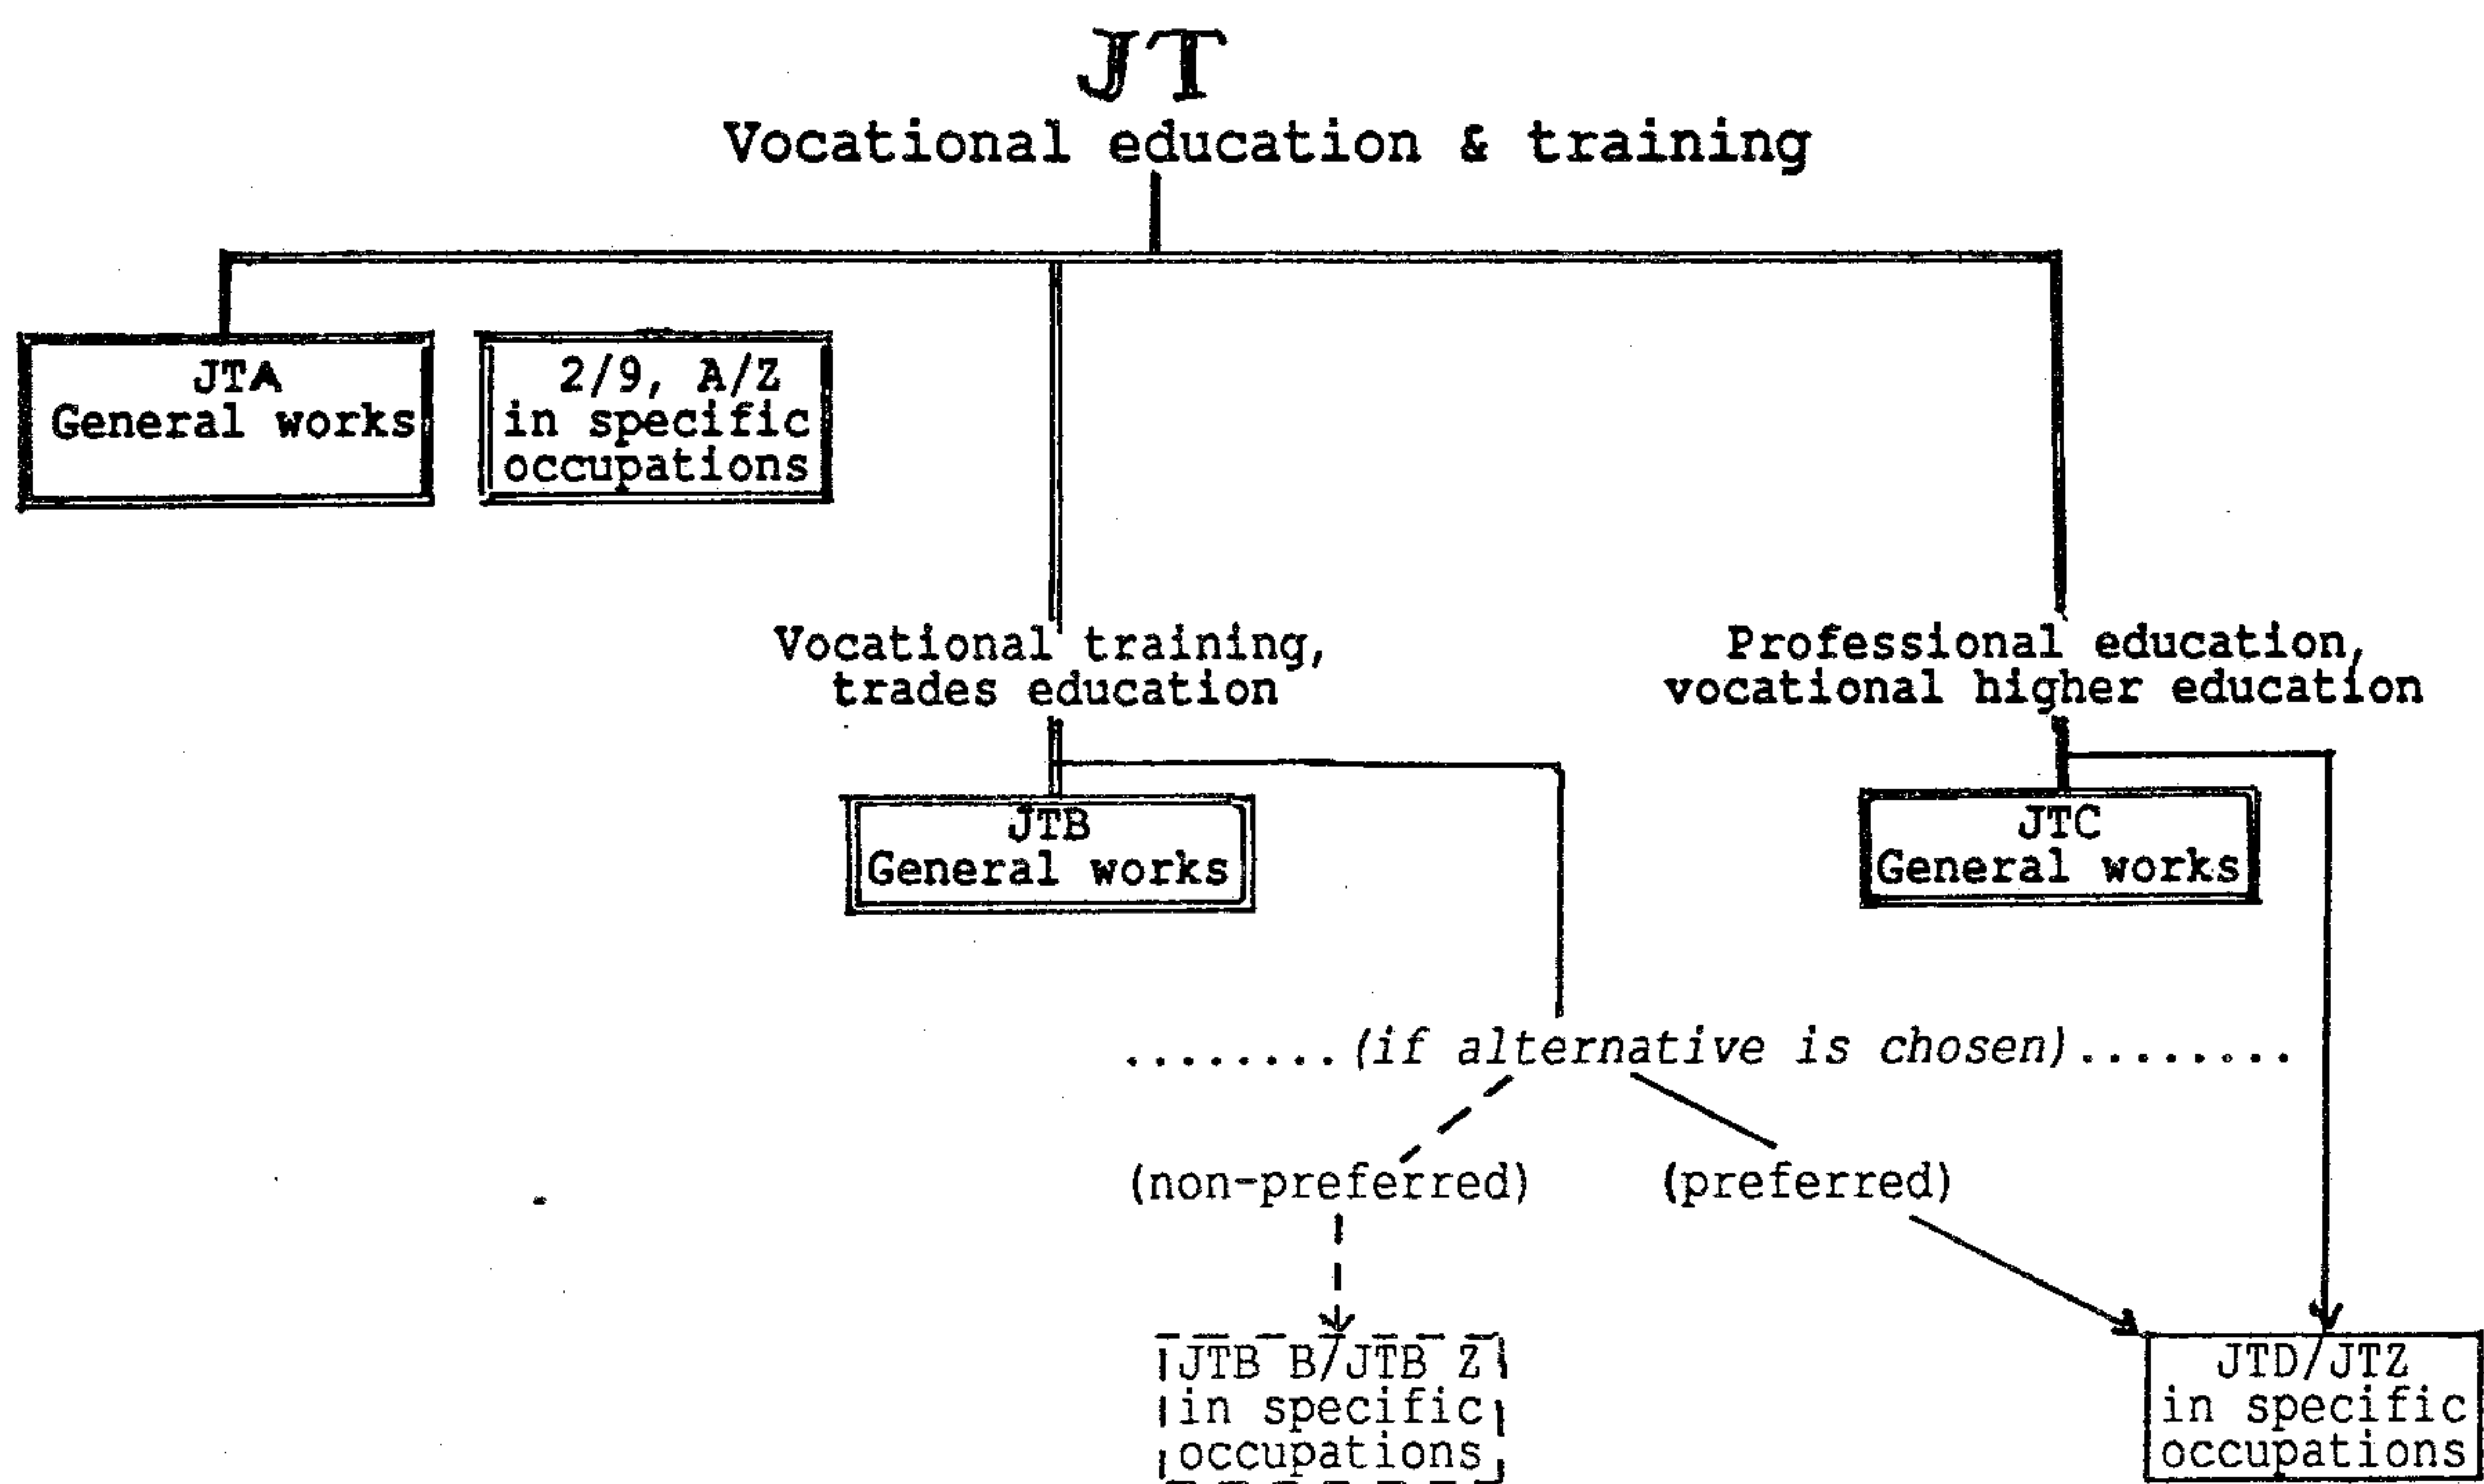 JT
Vocational education & training
JTA
General works
2/9, A/Z
in specific
occupations
Vocational training,
trades education
Professional education,
vocational higher education
JTB
General works
JTC
General works
........(if alternative is chosen)........
(non-preferred)
(preferred)
JTB B/JTB Z
in specific
occupations
JTD/JTZ
in specific
occupations